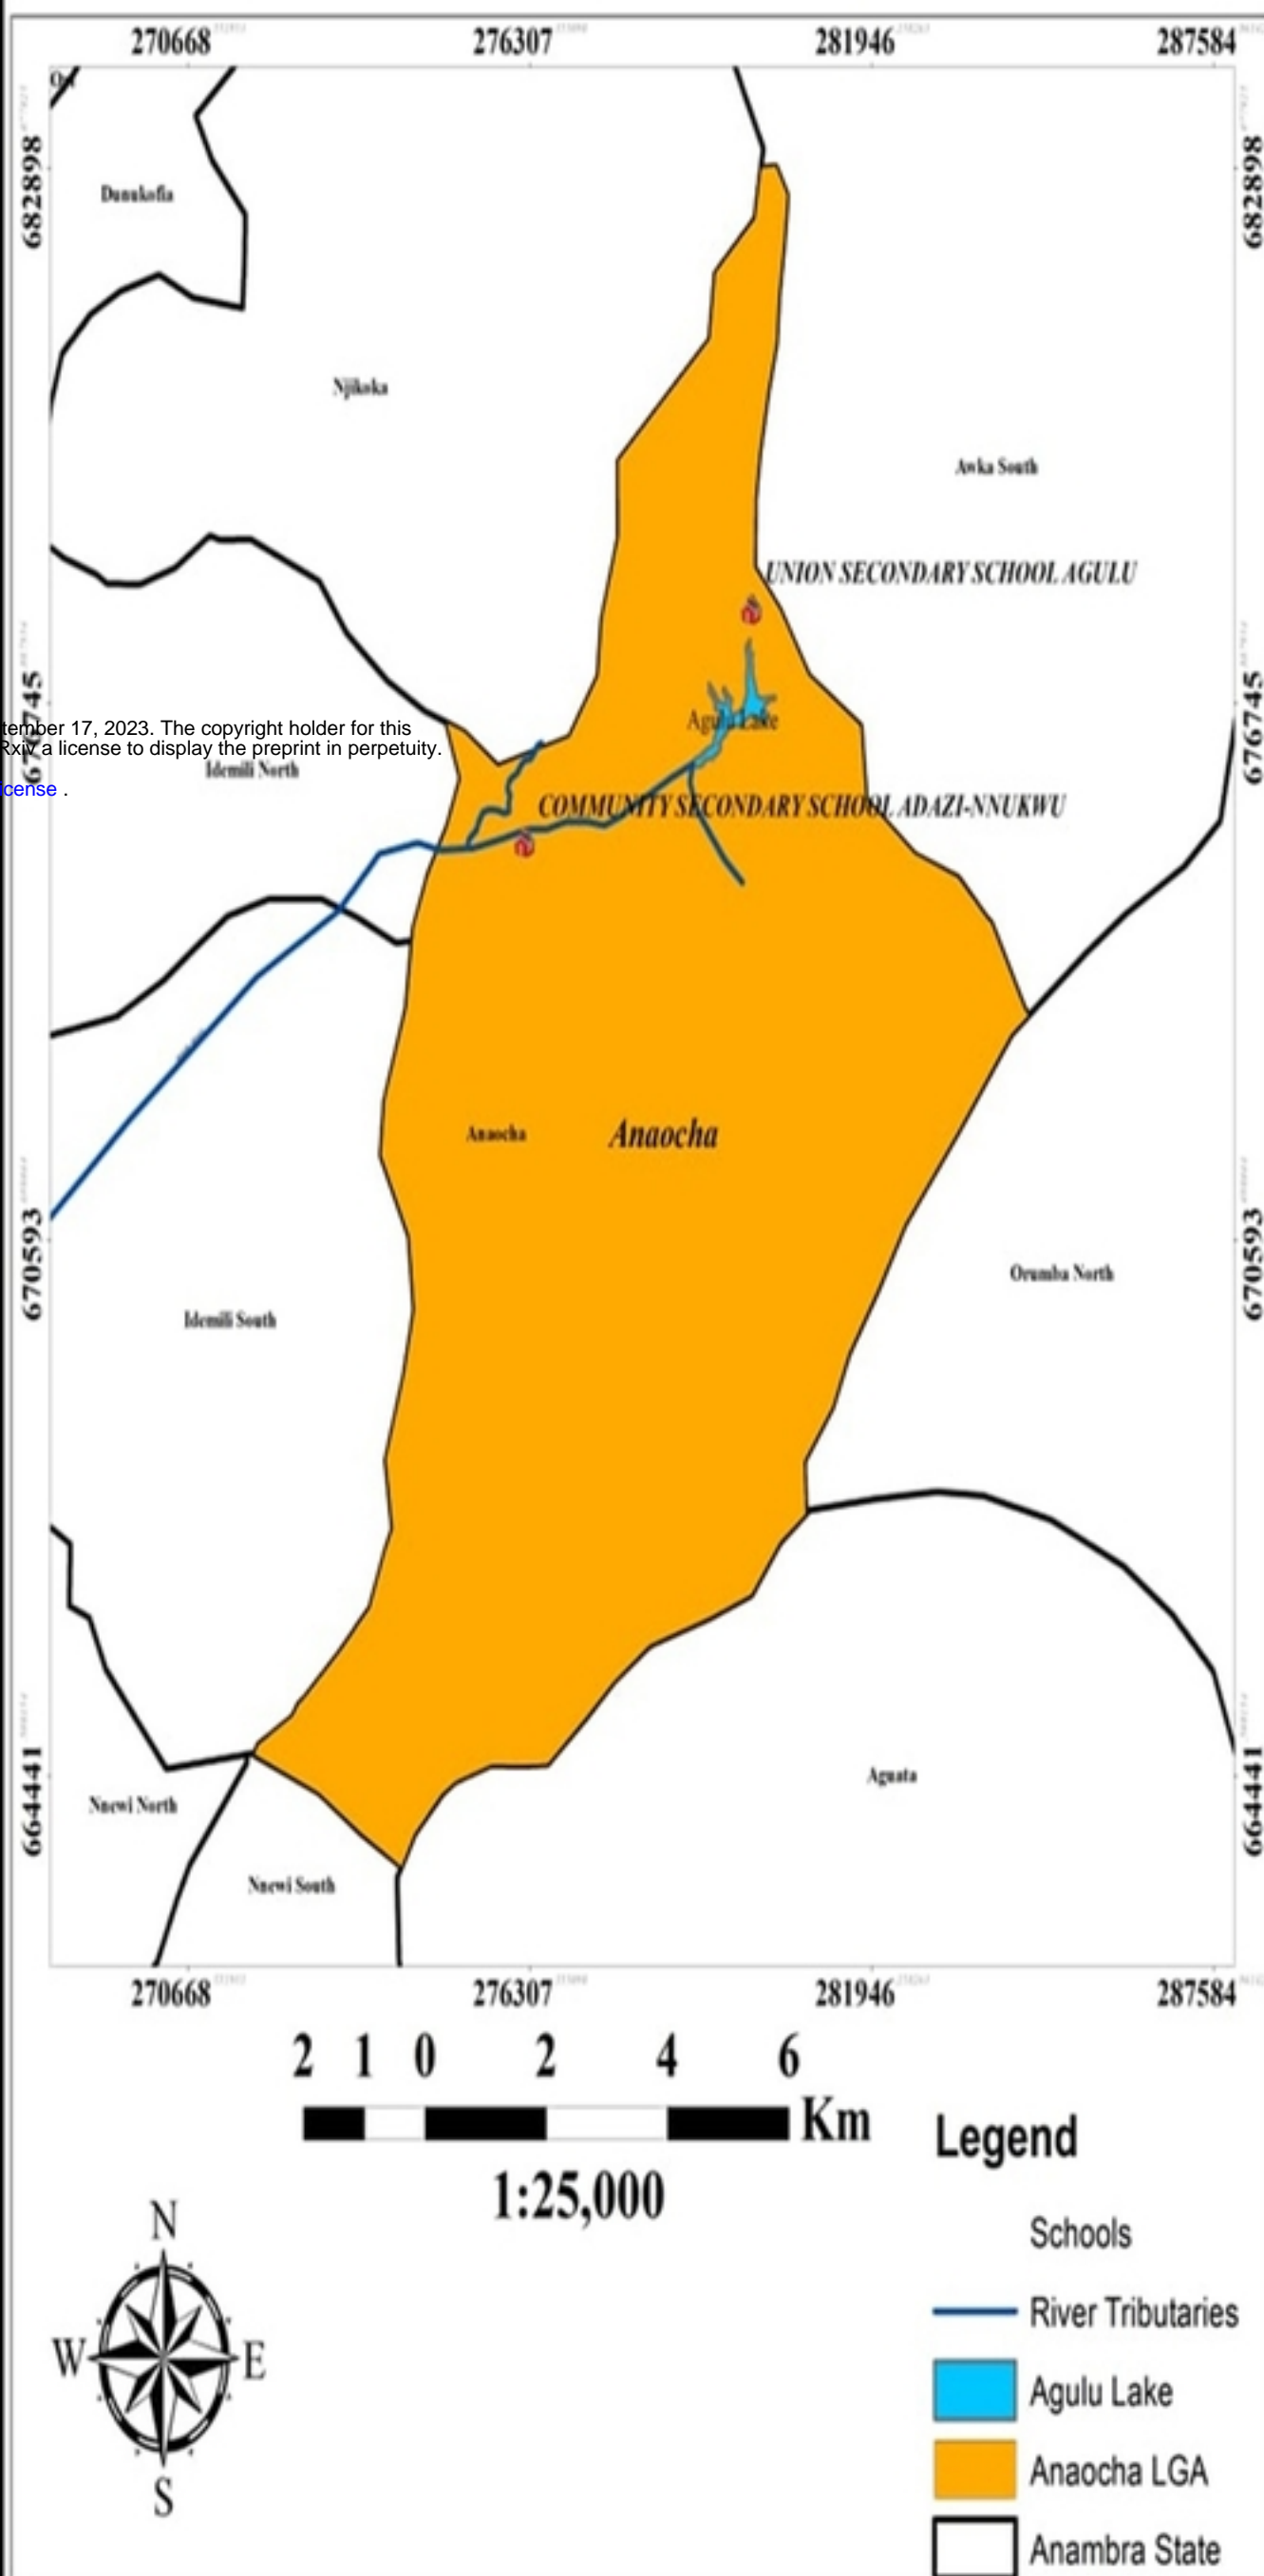 270668 276307 281946 287584
682898
682898
Dunukofia
Njikoka
Awka South
UNION SECONDARY SCHOOL AGULU
676745
676745
Agulu Lake
tember 17, 2023. The copyright holder for this
Rxiv a license to display the preprint in perpetuity.
Idemili North
icense .
COMMUNITY SECONDARY SCHOOL ADAZI-NNUKWU
Anaocha Anaocha
670593
670593
Orumba North
Idemili South
664441
664441
Aguata
Nnewi North
Nnewi South
270668 276307 281946 287584
2 1 0 2 4 6
Km
1:25,000
Legend
Schools
River Tributaries
Agulu Lake
Anaocha LGA
Anambra State
N
W E
S